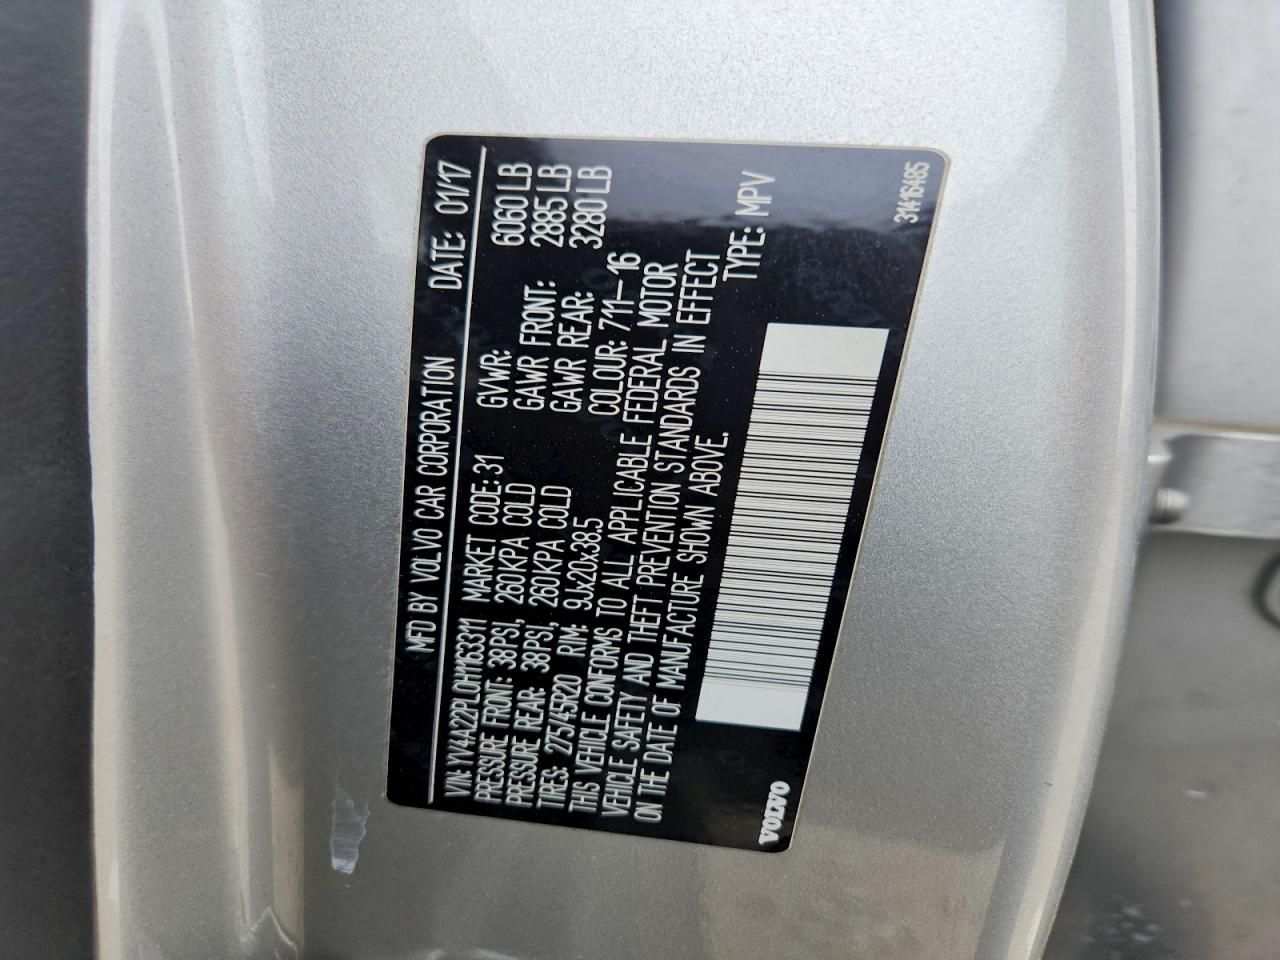 MFD BY VOLVO CAR CORPORATION DATE: 01/17
VIN: YV4A22PL0H1163311 MARKET CODE: 31 GVWR: 6060 LB
PRESSURE FRONT: 38PSI, 260KPA COLD GAWR FRONT: 2885 LB
PRESSURE REAR: 38PSI, 260KPA COLD GAWR REAR: 3280 LB
TIRES: 275/45R20 RIM: 9Jx20x38.5 COLOUR: 711-16
THIS VEHICLE CONFORMS TO ALL APPLICABLE FEDERAL MOTOR
VEHICLE SAFETY AND THEFT PREVENTION STANDARDS IN EFFECT
ON THE DATE OF MANUFACTURE SHOWN ABOVE. TYPE: MPV
VOLVO 31416485